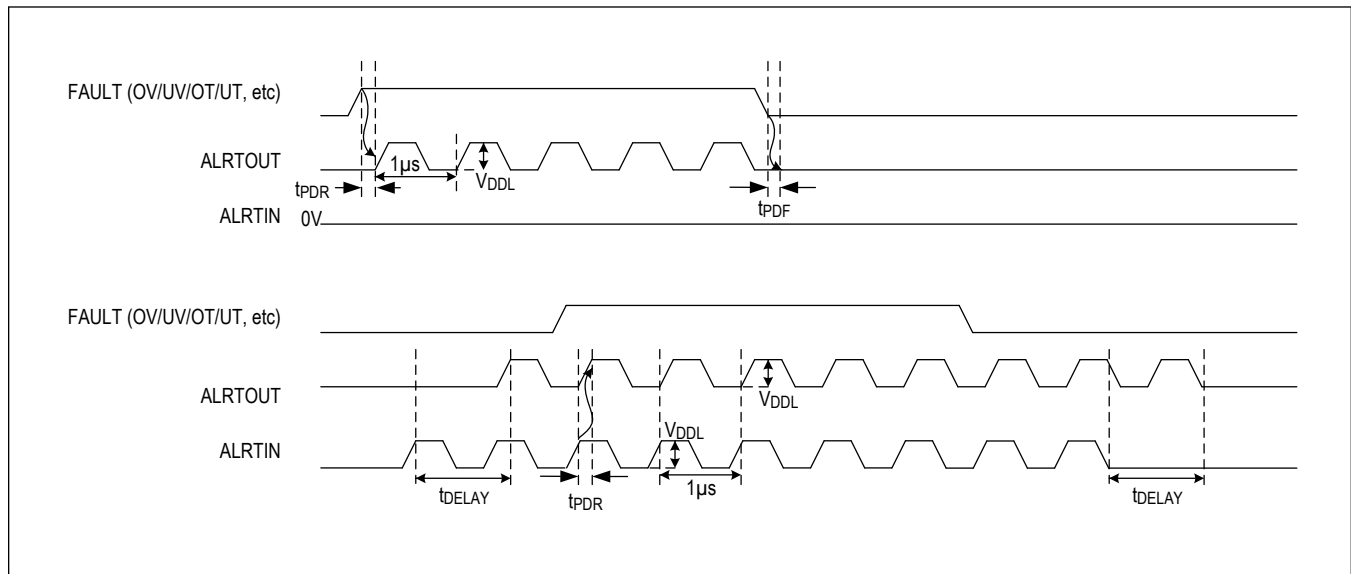 FAULT (OV/UV/OT/UT, etc)
ALRTOUT
1µs
VDDL
tPDR
tPDF
ALRTIN 0V
FAULT (OV/UV/OT/UT, etc)
ALRTOUT
VDDL
ALRTIN
VDDL
tDELAY
tPDR
1µs
tDELAY